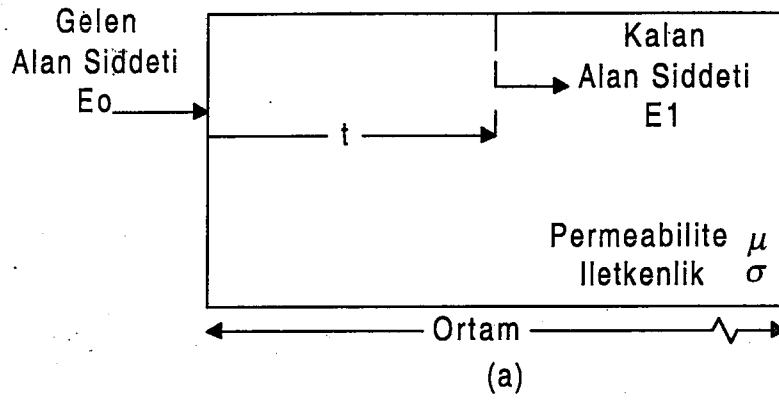 Gelen
Alan Siddeti
Eo
t
Kalan
Alan Siddeti
E1
Permeabilite μ
Iletkenlik σ
Ortam
(a)